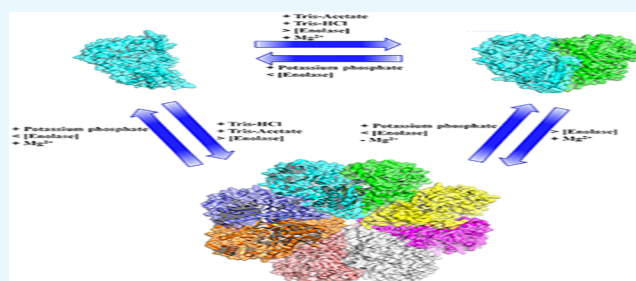 + Tris-Acetate
+ Tris-HCl
> [Enolase]
+ Mg²⁺
+ Potassium phosphate
< [Enolase]
+ Potassium phosphate
< [Enolase]
+ Mg²⁺
+ Tris-HCl
+ Tris-Acetate
> [Enolase]
+ Potassium phosphate
< [Enolase]
- Mg²⁺
> [Enolase]
+ Mg²⁺